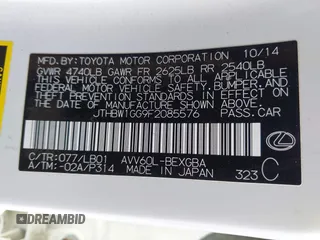 MFD. BY: TOYOTA MOTOR CORPORATION 10/14
GVWR 4740LB GAWR FR 2625LB RR 2540LB
THIS VEHICLE CONFORMS TO ALL APPLICABLE
FEDERAL MOTOR VEHICLE SAFETY, BUMPER, AND
THEFT PREVENTION STANDARDS IN EFFECT ON
THE DATE OF MANUFACTURE SHOWN ABOVE.
JTHBW1GG9F2085576 PASS. CAR
C/TR: 077/LB01 AVV60L-BEXGBA
A/TM: -02A/P314 MADE IN JAPAN 323 C
© DRIVEGOOD.COM